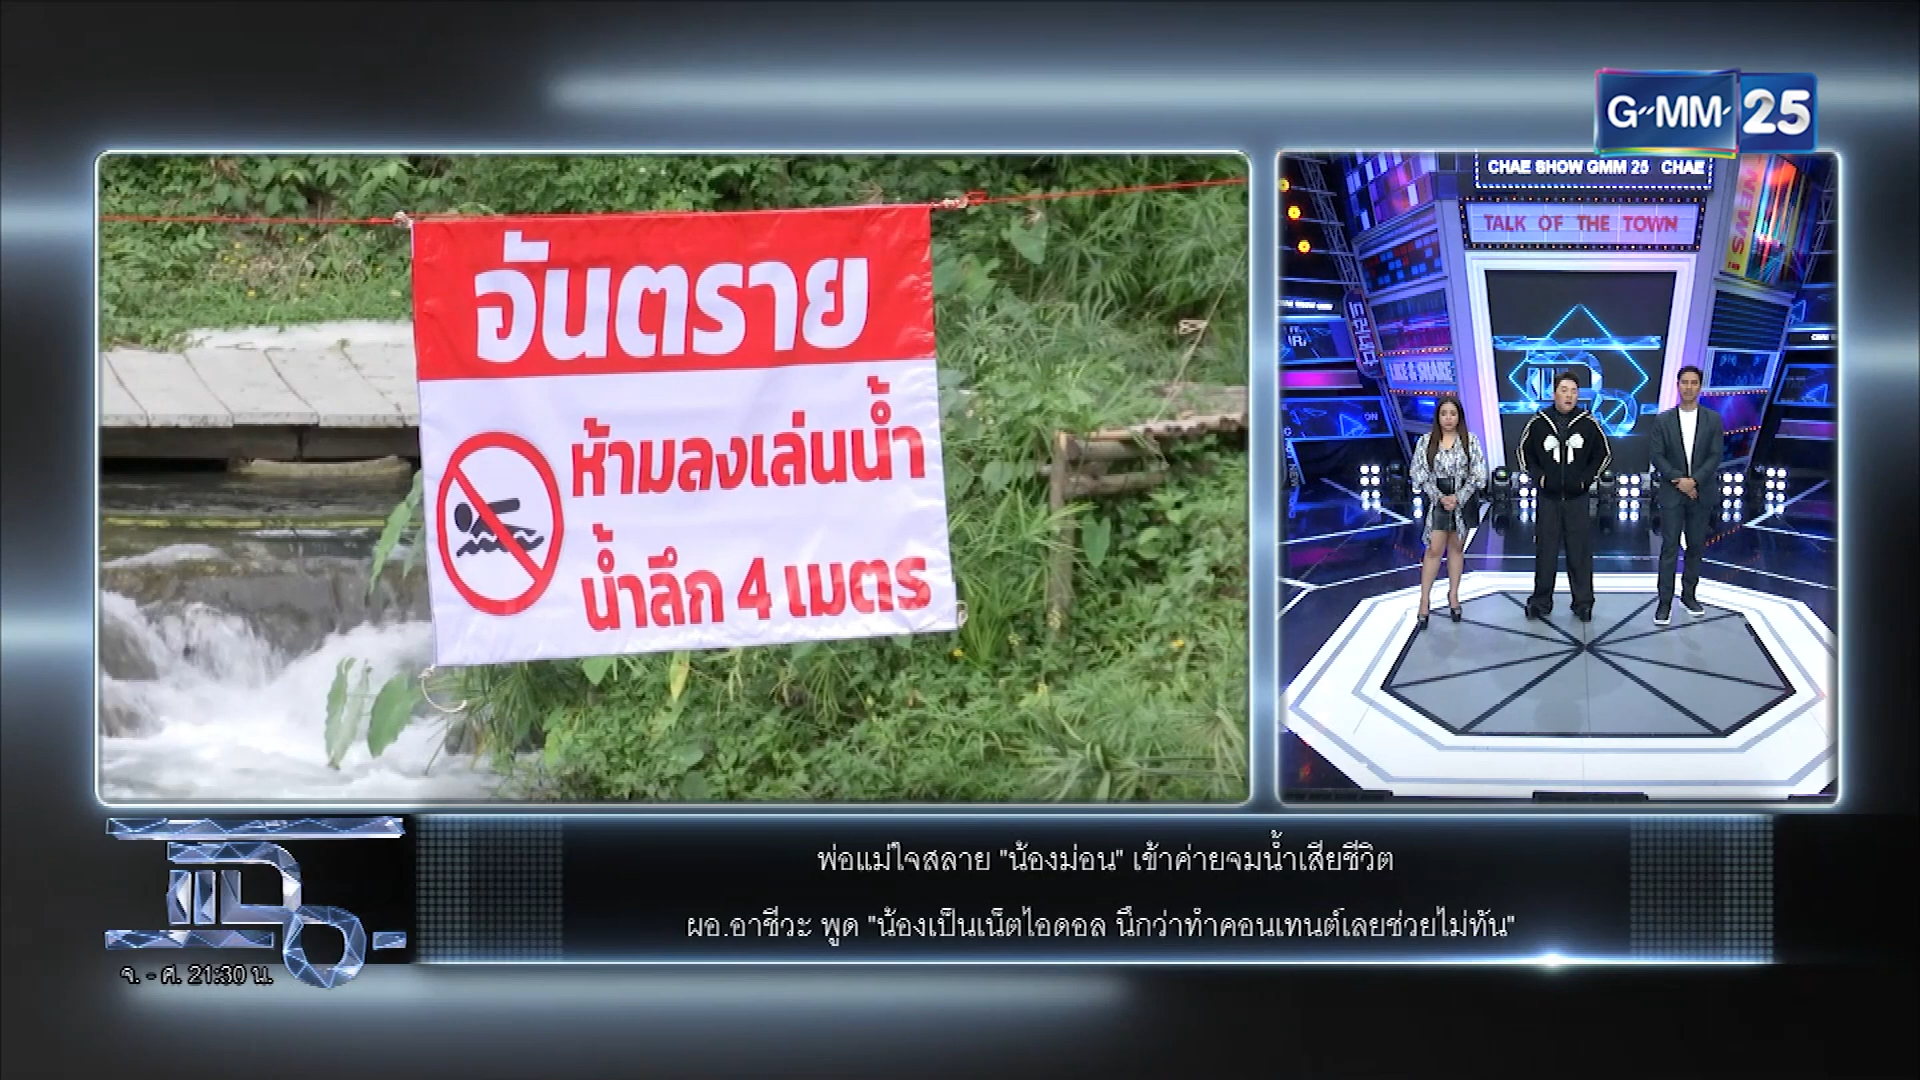 GMM 25
CHAE SHOW GMM 25 CHAE
TALK OF THE TOWN
NEWS
LIKE & SHARE
อันตราย
ห้ามลงเล่นน้ำ
น้ำลึก 4 เมตร
แฉ
จ. - ศ. 21:30 น.
พ่อแม่ใจสลาย "น้องม่อน" เข้าค่ายจมน้ำเสียชีวิต
ผอ.อาชีวะ พูด "น้องเป็นเน็ตไอดอล นึกว่าทำคอนเทนต์เลยช่วยไม่ทัน"